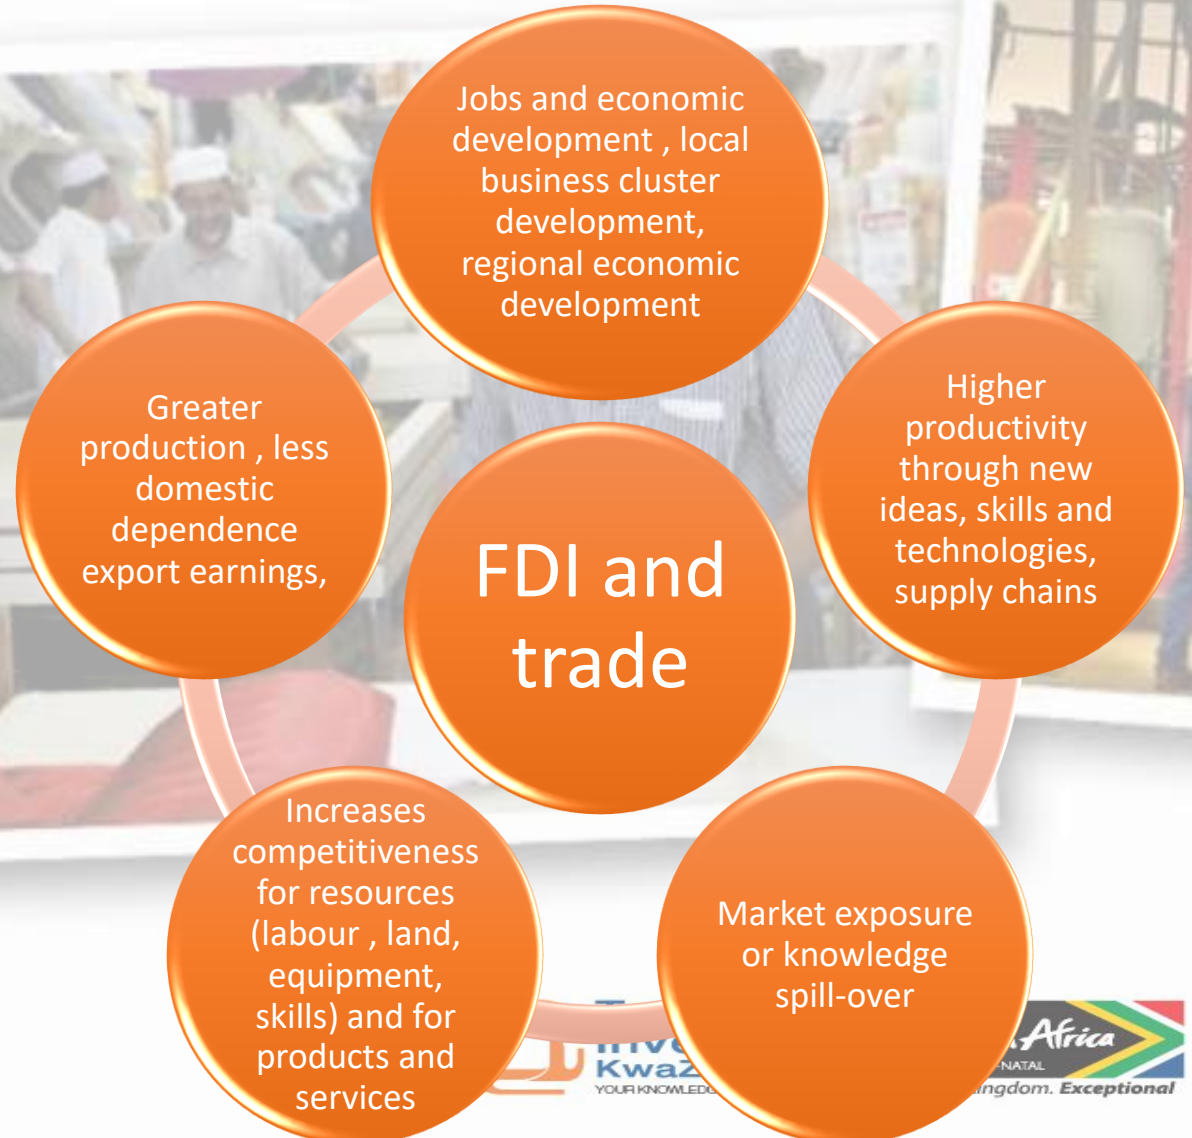 Jobs and economic
development , local
business cluster
development,
regional economic
development
Higher
productivity
through new
ideas, skills and
technologies,
supply chains
Market exposure
or knowledge
spill-over
Increases
competitiveness
for resources
(labour , land,
equipment,
skills) and for
products and
services
Greater
production , less
domestic
dependence
export earnings,
FDI and
trade
YOUR
Africa
Exceptional